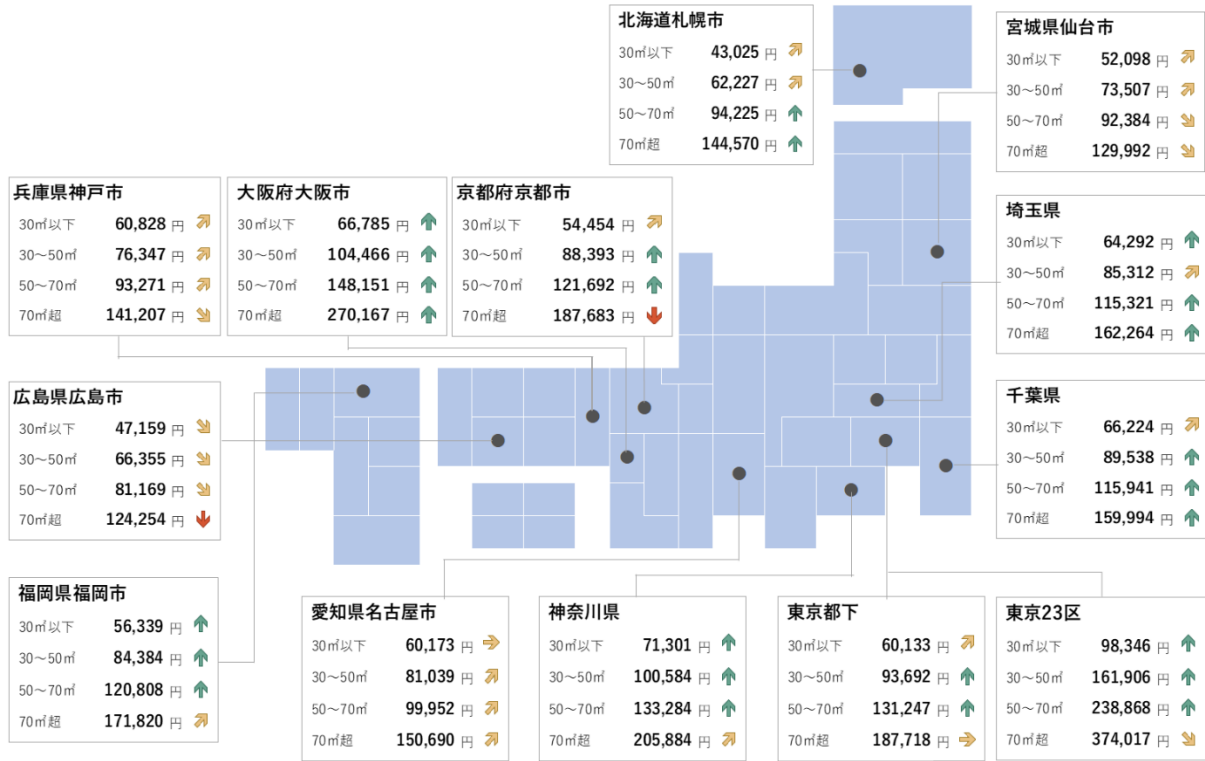 北海道札幌市
30㎡以下 43,025 円
30～50㎡ 62,227 円
50～70㎡ 94,225 円
70㎡超 144,570 円
宮城県仙台市
30㎡以下 52,098 円
30～50㎡ 73,507 円
50～70㎡ 92,384 円
70㎡超 129,992 円
兵庫県神戸市
30㎡以下 60,828 円
30～50㎡ 76,347 円
50～70㎡ 93,271 円
70㎡超 141,207 円
大阪府大阪市
30㎡以下 66,785 円
30～50㎡ 104,466 円
50～70㎡ 148,151 円
70㎡超 270,167 円
京都府京都市
30㎡以下 54,454 円
30～50㎡ 88,393 円
50～70㎡ 121,692 円
70㎡超 187,683 円
埼玉県
30㎡以下 64,292 円
30～50㎡ 85,312 円
50～70㎡ 115,321 円
70㎡超 162,264 円
広島県広島市
30㎡以下 47,159 円
30～50㎡ 66,355 円
50～70㎡ 81,169 円
70㎡超 124,254 円
千葉県
30㎡以下 66,224 円
30～50㎡ 89,538 円
50～70㎡ 115,941 円
70㎡超 159,994 円
福岡県福岡市
30㎡以下 56,339 円
30～50㎡ 84,384 円
50～70㎡ 120,808 円
70㎡超 171,820 円
愛知県名古屋市
30㎡以下 60,173 円
30～50㎡ 81,039 円
50～70㎡ 99,952 円
70㎡超 150,690 円
神奈川県
30㎡以下 71,301 円
30～50㎡ 100,584 円
50～70㎡ 133,284 円
70㎡超 205,884 円
東京都下
30㎡以下 60,133 円
30～50㎡ 93,692 円
50～70㎡ 131,247 円
70㎡超 187,718 円
東京23区
30㎡以下 98,346 円
30～50㎡ 161,906 円
50～70㎡ 238,868 円
70㎡超 374,017 円